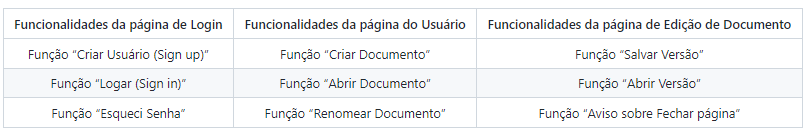 Funcionalidades da página de Login Funcionalidades da página do Usuário Funcionalidades da página de Edição de Documento
Função “Criar Usuário (Sign up)” Função “Criar Documento” Função “Salvar Versão”
Função “Logar (Sign in)” Função “Abrir Documento” Função “Abrir Versão”
Função “Esqueci Senha” Função “Renomear Documento” Função “Aviso sobre Fechar página”